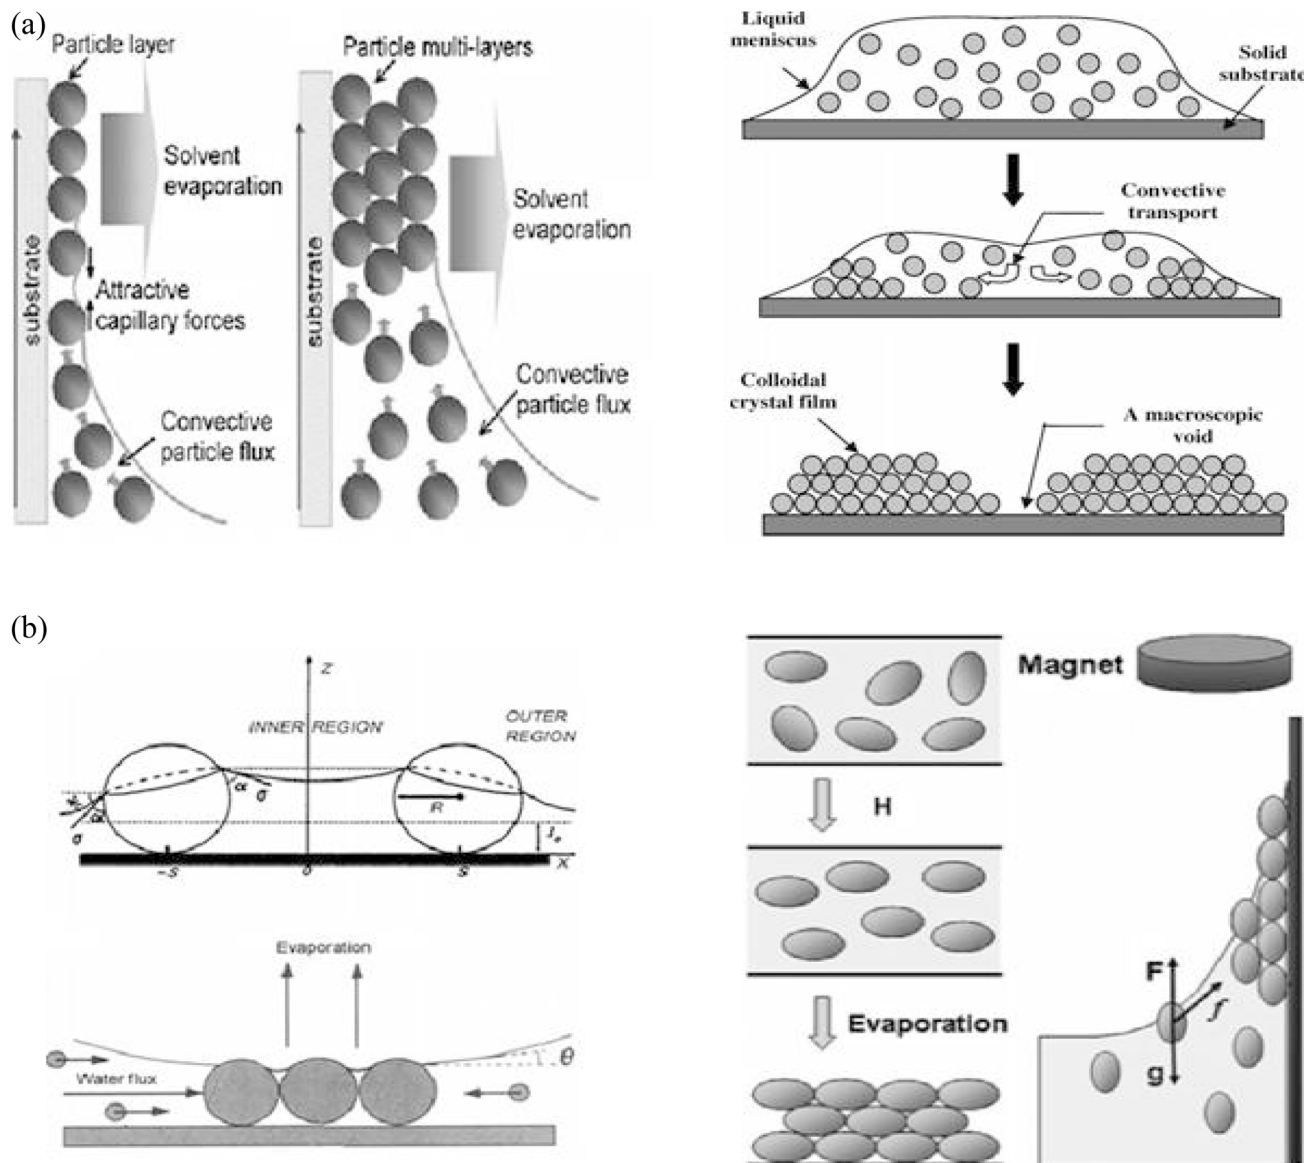 (a)
Particle layer
Solvent
evaporation
Attractive
capillary forces
Convective
particle flux
substrate
Particle multi-layers
Solvent
evaporation
Convective
particle flux
substrate
Liquid
meniscus
Solid
substrate
Convective
transport
Colloidal
crystal film
A macroscopic
void
(b)
Z
INNER REGION
OUTER
REGION
α
σ
R
α
σ
-S
0
S
X
Evaporation
θ
Water flux
H
Evaporation
Magnet
F
f
g